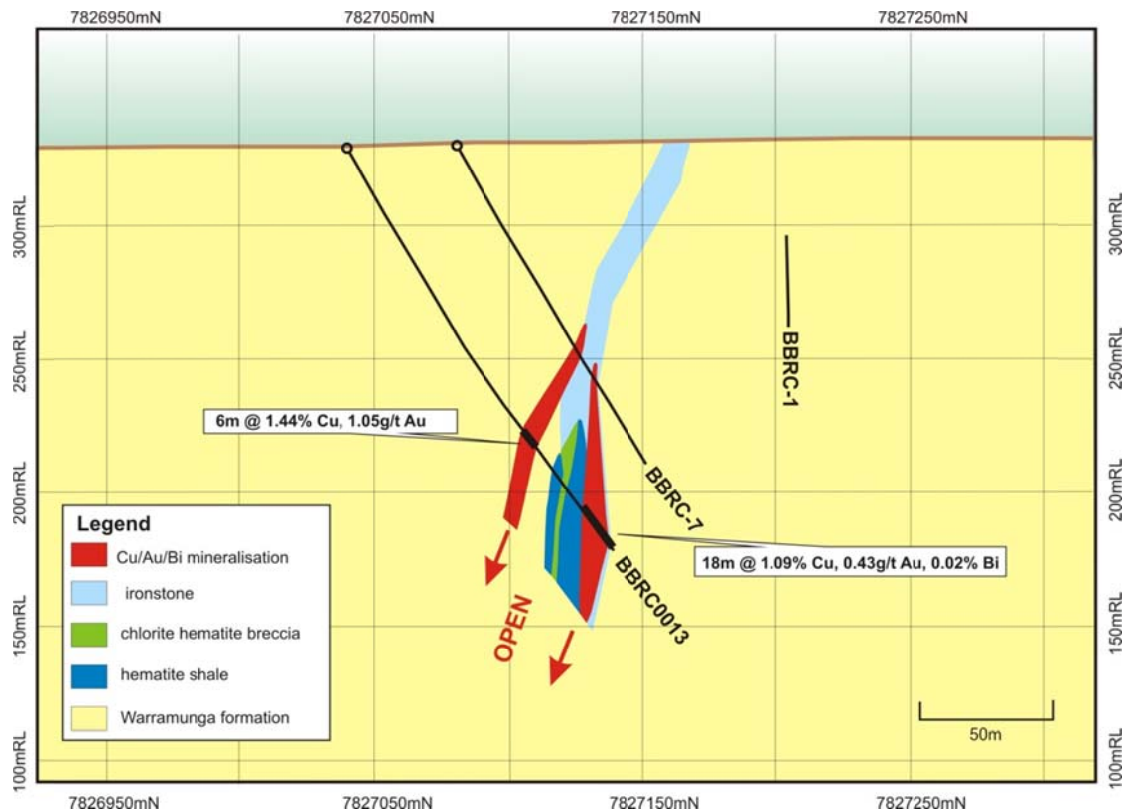 7826950mN 7827050mN 7827150mN 7827250mN
300mRL 300mRL
250mRL 250mRL
BBRC-1
6m @ 1.44% Cu, 1.05g/t Au
200mRL 200mRL
BBRC-7
Legend
Cu/Au/Bi mineralisation
ironstone
chlorite hematite breccia
hematite shale
Warramunga formation
18m @ 1.09% Cu, 0.43g/t Au, 0.02% Bi
BBRC0013
OPEN
150mRL 150mRL
50m
100mRL 100mRL
7826950mN 7827050mN 7827150mN 7827250mN